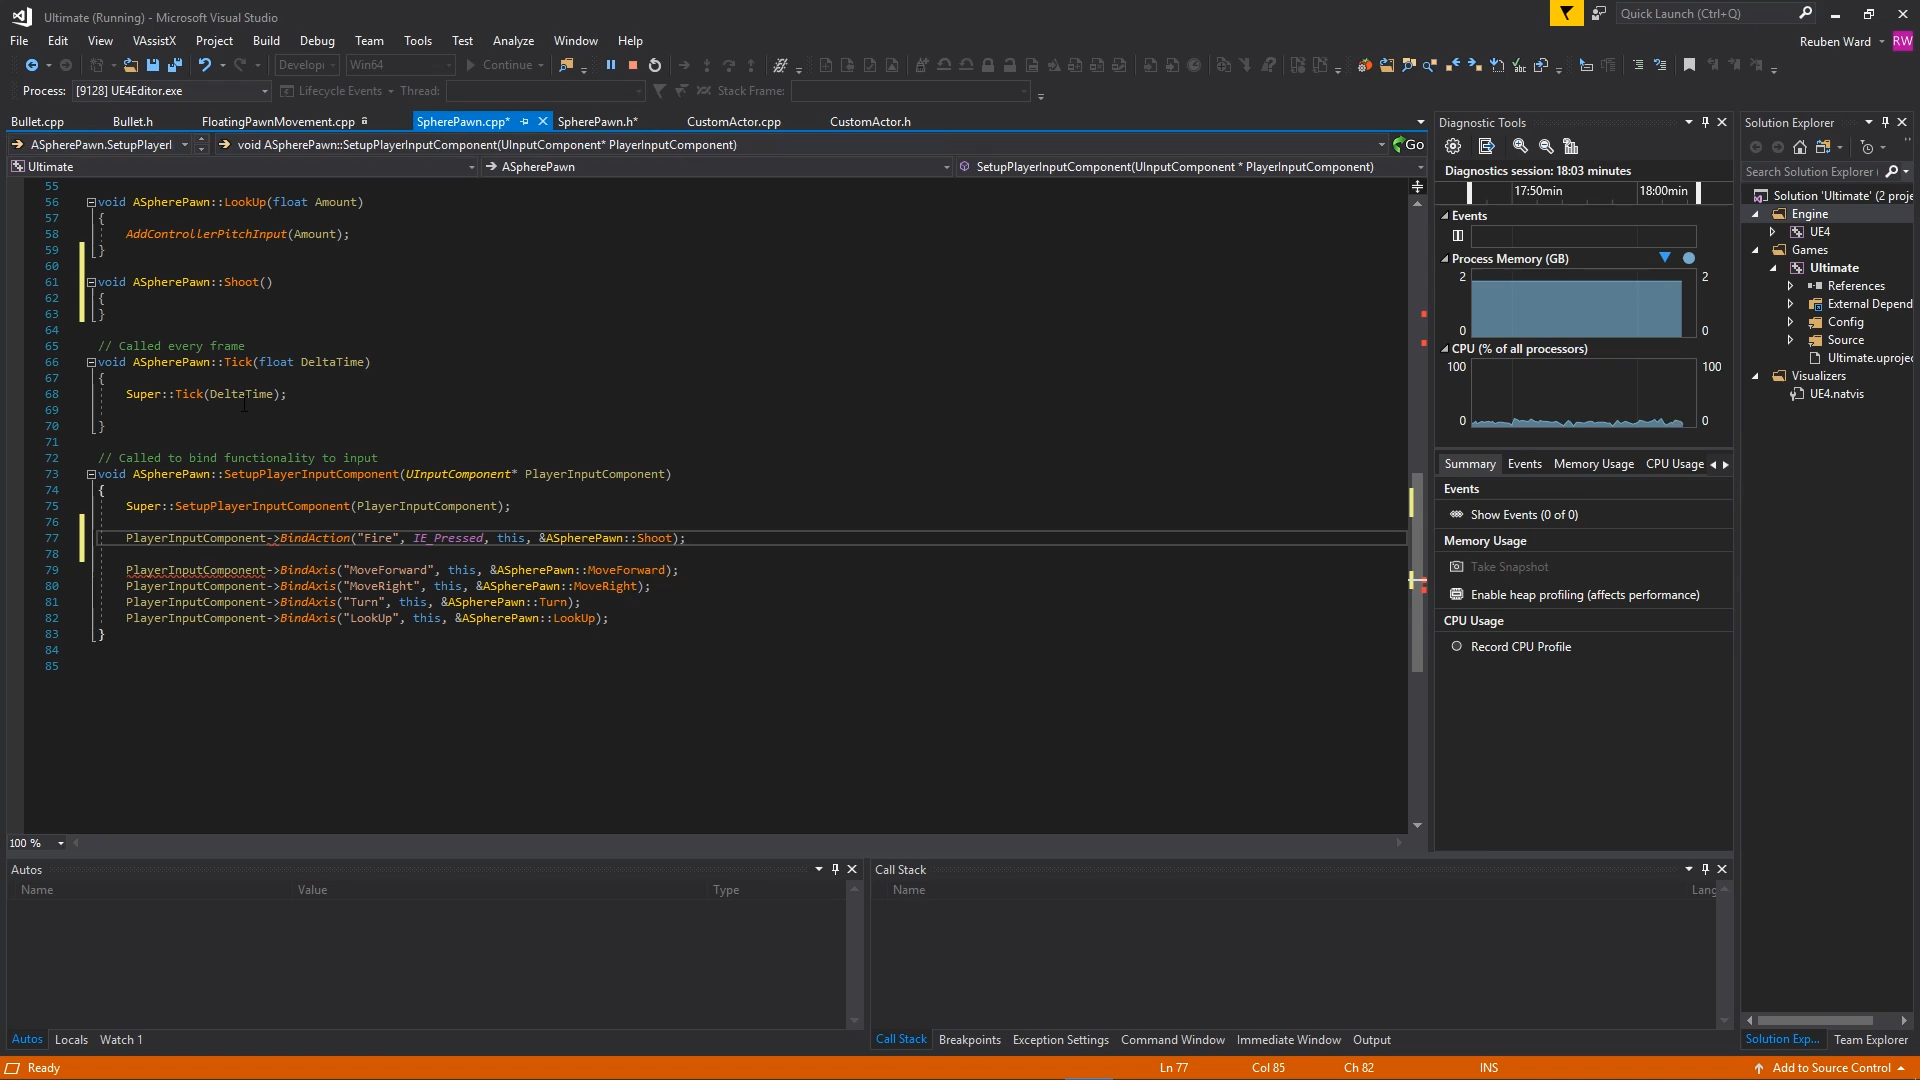 Ultimate (Running) - Microsoft Visual Studio
Quick Launch (Ctrl+Q)
File Edit View VAssistX Project Build Debug Team Tools Test Analyze Window Help
Reuben Ward RW
Develop Win64 Continue
Process: [9128] UE4Editor.exe Lifecycle Events Thread: Stack Frame:
Bullet.cpp Bullet.h FloatingPawnMovement.cpp SpherePawn.cpp* SpherePawn.h* CustomActor.cpp CustomActor.h
ASpherePawn.SetupPlayerI void ASpherePawn::SetupPlayerInputComponent(UInputComponent* PlayerInputComponent) Go
Ultimate ASpherePawn SetupPlayerInputComponent(UInputComponent * PlayerInputComponent)
55
56 void ASpherePawn::LookUp(float Amount)
57 {
58 AddControllerPitchInput(Amount);
59 }
60
61 void ASpherePawn::Shoot()
62 {
63 }
64
65 // Called every frame
66 void ASpherePawn::Tick(float DeltaTime)
67 {
68 Super::Tick(DeltaTime);
69
70 }
71
72 // Called to bind functionality to input
73 void ASpherePawn::SetupPlayerInputComponent(UInputComponent* PlayerInputComponent)
74 {
75 Super::SetupPlayerInputComponent(PlayerInputComponent);
76
77 PlayerInputComponent->BindAction("Fire", IE_Pressed, this, &ASpherePawn::Shoot);
78
79 PlayerInputComponent->BindAxis("MoveForward", this, &ASpherePawn::MoveForward);
80 PlayerInputComponent->BindAxis("MoveRight", this, &ASpherePawn::MoveRight);
81 PlayerInputComponent->BindAxis("Turn", this, &ASpherePawn::Turn);
82 PlayerInputComponent->BindAxis("LookUp", this, &ASpherePawn::LookUp);
83 }
84
85
100 %
Diagnostic Tools
Diagnostics session: 18:03 minutes
17:50min 18:00min
Events
Process Memory (GB)
2 2
0 0
CPU (% of all processors)
100 100
0 0
Summary Events Memory Usage CPU Usage
Events
Show Events (0 of 0)
Memory Usage
Take Snapshot
Enable heap profiling (affects performance)
CPU Usage
Record CPU Profile
Solution Explorer
Search Solution Explorer (
Solution 'Ultimate' (2 proje
Engine
UE4
Games
Ultimate
References
External Depend
Config
Source
Ultimate.uprojec
Visualizers
UE4.natvis
Autos
Name Value Type
Call Stack
Name Lang
Autos Locals Watch 1
Call Stack Breakpoints Exception Settings Command Window Immediate Window Output
Solution Exp... Team Explorer
Ready Ln 77 Col 85 Ch 82 INS Add to Source Control